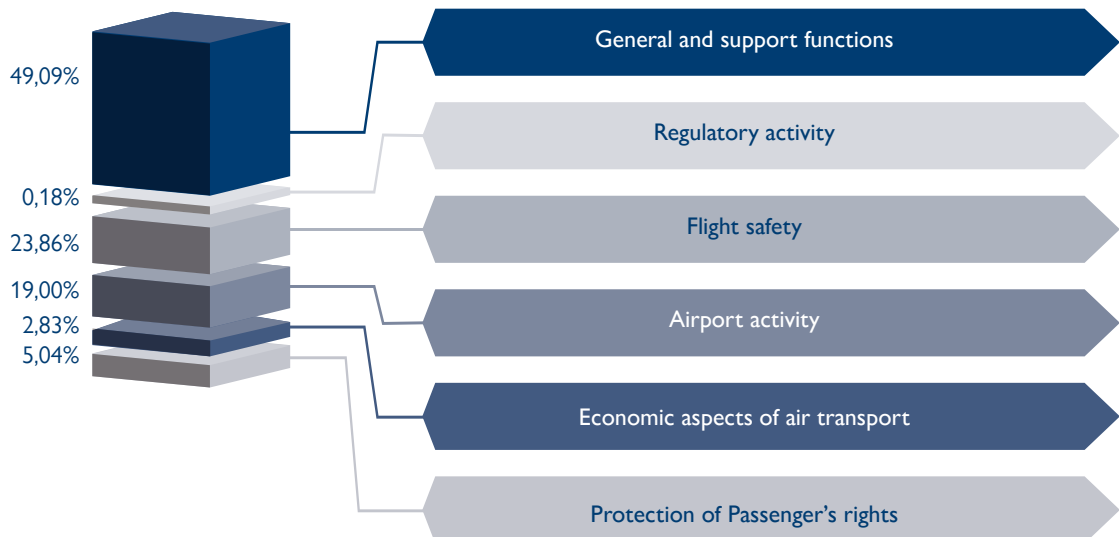 49,09%
General and support functions
Regulatory activity
0,18%
Flight safety
23,86%
19,00%
Airport activity
2,83%
5,04%
Economic aspects of air transport
Protection of Passenger’s rights